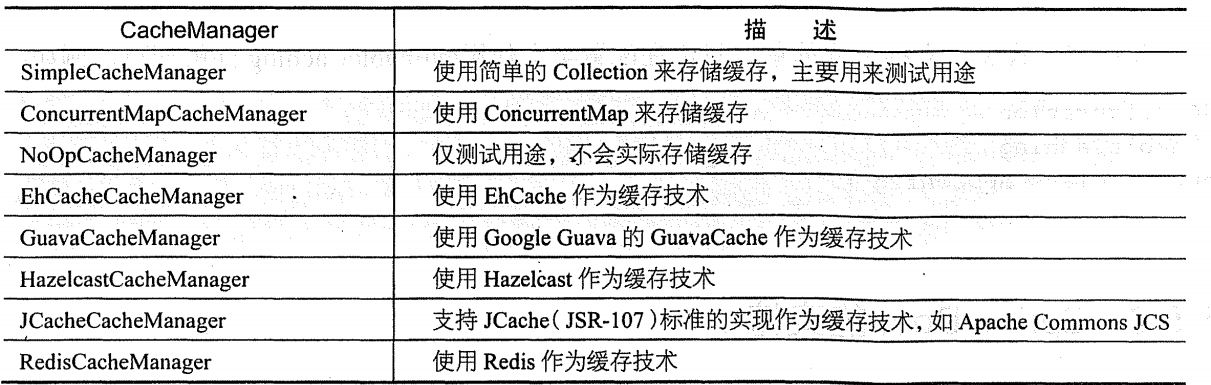 CacheManager 描 述
SimpleCacheManager 使用简单的 Collection 来存储缓存，主要用来测试用途
ConcurrentMapCacheManager 使用 ConcurrentMap 来存储缓存
NoOpCacheManager 仅测试用途，不会实际存储缓存
EhCacheCacheManager 使用 EhCache 作为缓存技术
GuavaCacheManager 使用 Google Guava 的 GuavaCache 作为缓存技术
HazelcastCacheManager 使用 Hazelcast 作为缓存技术
JCacheCacheManager 支持 JCache（JSR-107）标准的实现作为缓存技术，如 Apache Commons JCS
RedisCacheManager 使用 Redis 作为缓存技术